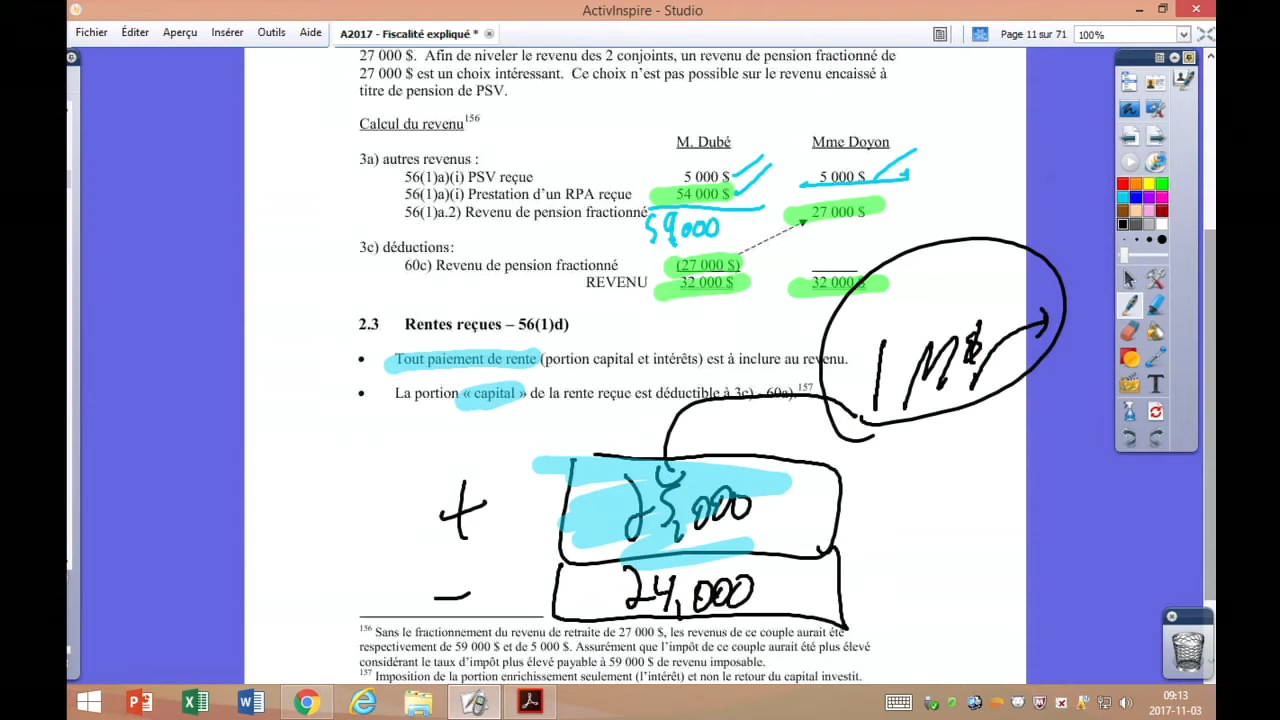 ActivInspire - Studio
Fichier Éditer Aperçu Insérer Outils Aide A2017 - Fiscalité expliqué * Page 11 sur 71 100%
27 000 $. Afin de niveler le revenu des 2 conjoints, un revenu de pension fractionné de
27 000 $ est un choix intéressant. Ce choix n'est pas possible sur le revenu encaissé à
titre de pension de PSV.
Calcul du revenu156
M. Dubé Mme Doyon
3a) autres revenus :
56(1)a)(i) PSV reçue 5 000 $ 5 000 $
56(1)a)(i) Prestation d'un RPA reçue 54 000 $
56(1)a.2) Revenu de pension fractionné 27 000 $
59,000
3c) déductions:
60c) Revenu de pension fractionné (27 000 $)
REVENU 32 000 $ 32 000 $
2.3 Rentes reçues – 56(1)d)
• Tout paiement de rente (portion capital et intérêts) est à inclure au revenu.
1 M$
• La portion « capital » de la rente reçue est déductible à 3c) – 60a).157
+ 25,000
- 24,000
156 Sans le fractionnement du revenu de retraite de 27 000 $, les revenus de ce couple aurait été
respectivement de 59 000 $ et de 5 000 $. Assurément que l'impôt de ce couple aurait été plus élevé
considérant le taux d'impôt plus élevé payable à 59 000 $ de revenu imposable.
157 Imposition de la portion enrichissement seulement (l'intérêt) et non le retour du capital investi.
09:13
2017-11-03